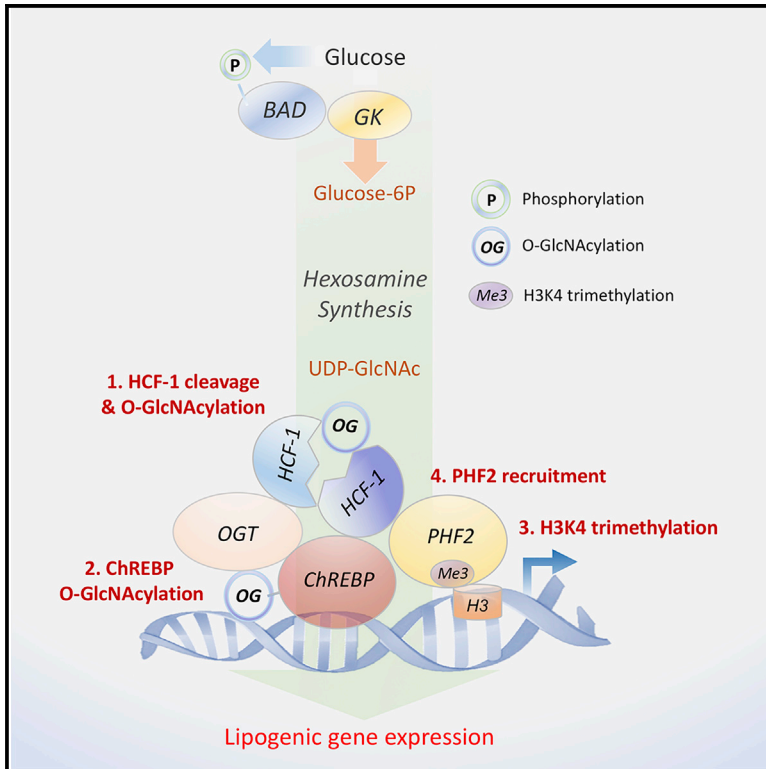 Glucose
P
BAD
GK
Glucose-6P
P Phosphorylation
OG O-GlcNAcylation
Me3 H3K4 trimethylation
Hexosamine
Synthesis
UDP-GlcNAc
1. HCF-1 cleavage
& O-GlcNAcylation
OG
HCF-1
HCF-1
4. PHF2 recruitment
3. H3K4 trimethylation
OGT
PHF2
2. ChREBP
O-GlcNAcylation
OG
ChREBP
Me3
H3
Lipogenic gene expression